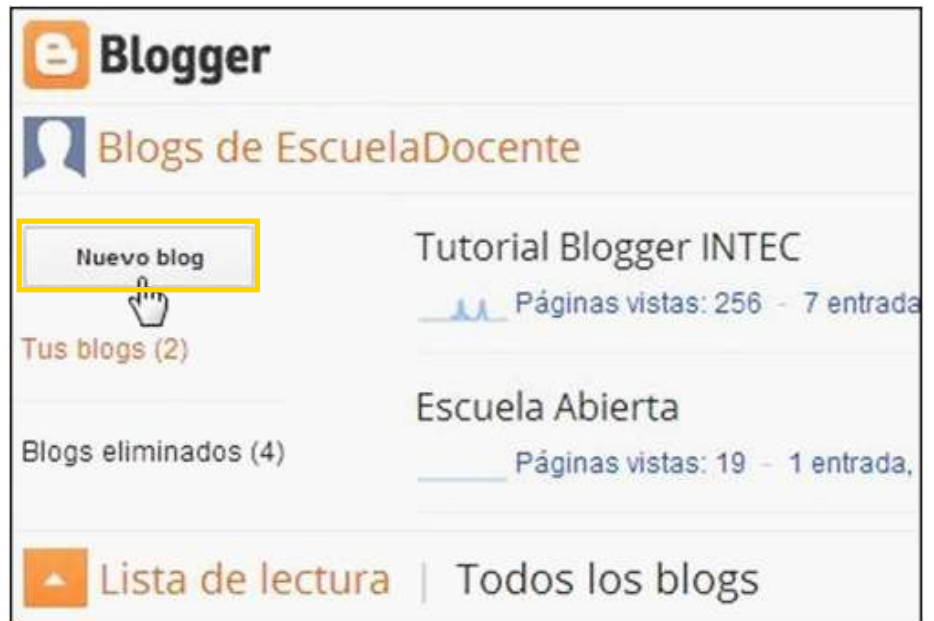 Blogger
Blogs de EscuelaDocente
Nuevo blog
Tus blogs (2)
Blogs eliminados (4)
Tutorial Blogger INTEC
Páginas vistas: 256 - 7 entrada
Escuela Abierta
Páginas vistas: 19 - 1 entrada,
Lista de lectura | Todos los blogs